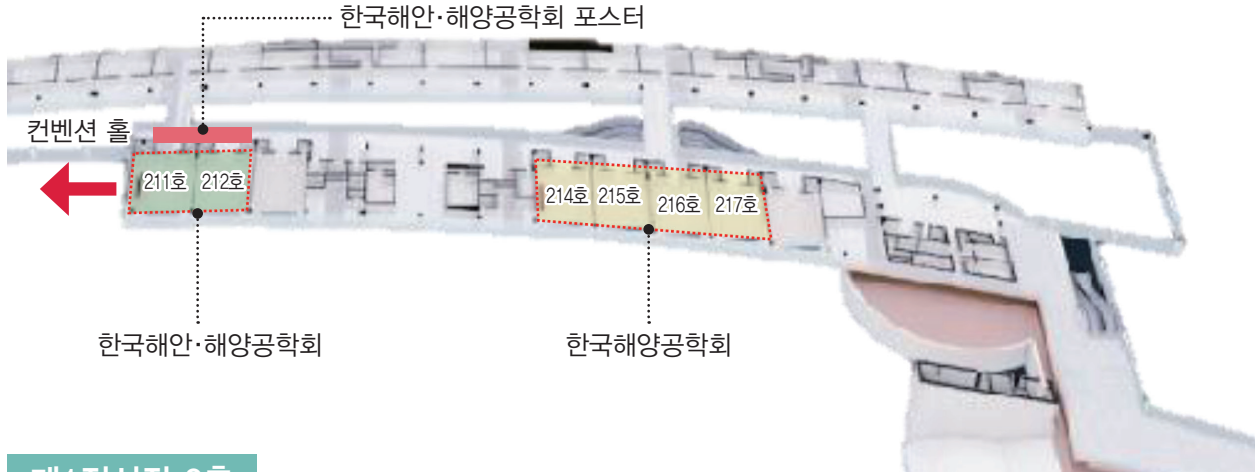 한국해안·해양공학회 포스터
컨벤션 홀
211호 212호
214호 215호 216호 217호
한국해안·해양공학회
한국해양공학회